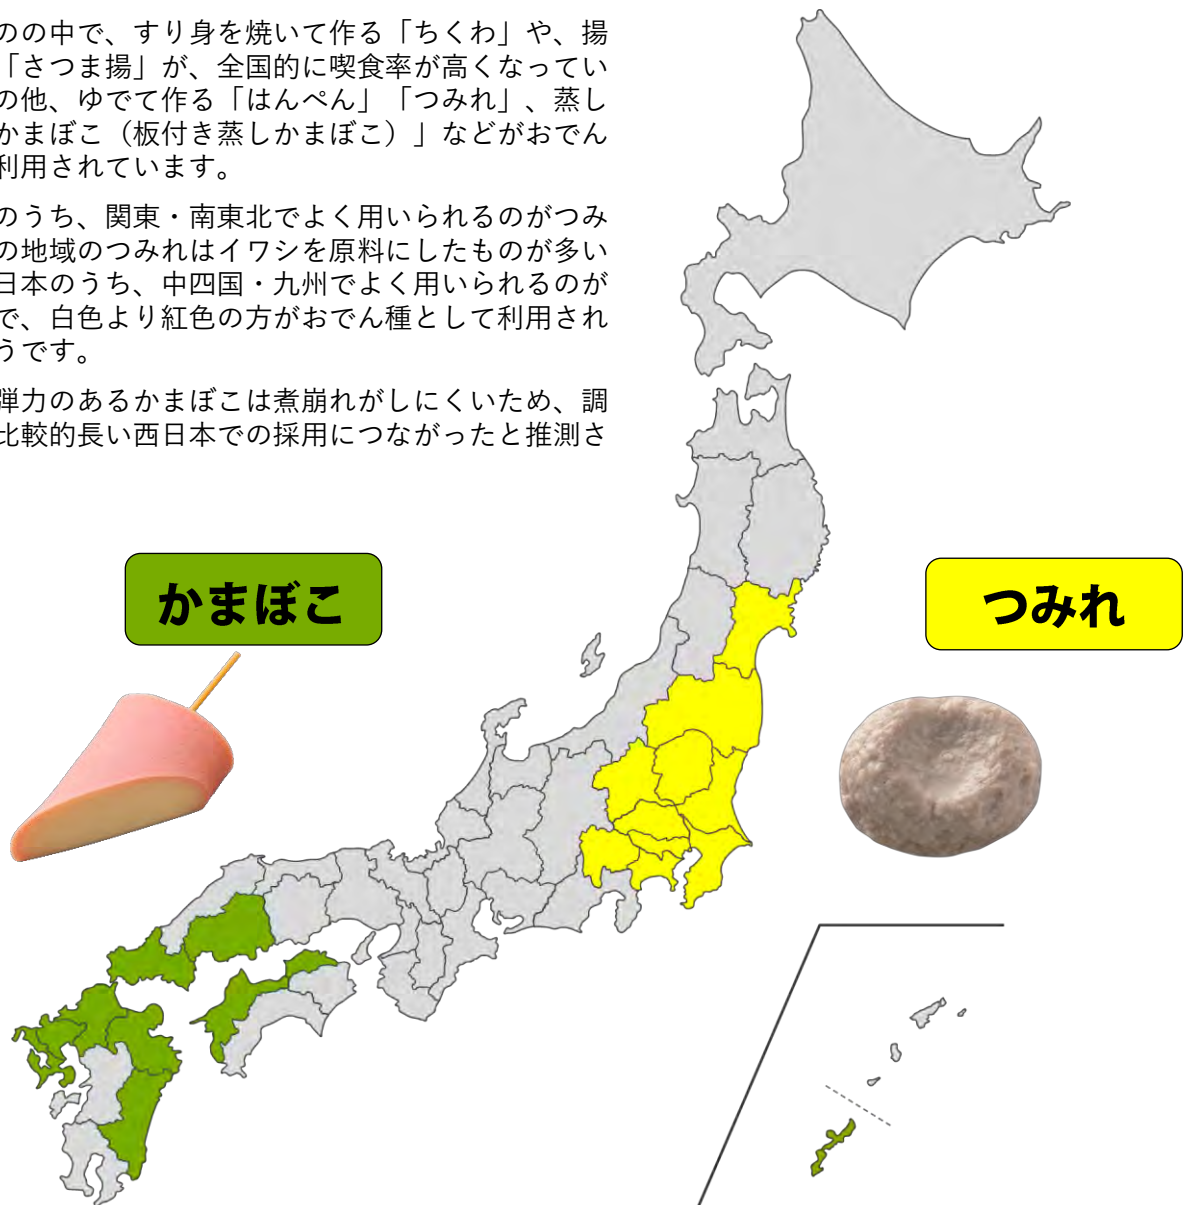 のの中で、すり身を焼いて作る「ちくわ」や、揚
「さつま揚」が、全国的に喫食率が高くなってい
の他、ゆでて作る「はんぺん」「つみれ」、蒸し
かまぼこ（板付き蒸しかまぼこ）」などがおでん
利用されています。
のうち、関東・南東北でよく用いられるのがつみ
の地域のつみれはイワシを原料にしたものが多い
日本のうち、中四国・九州でよく用いられるのが
で、白色より紅色の方がおでん種として利用され
うです。
弾力のあるかまぼこは煮崩れがしにくいため、調
比較的長い西日本での採用につながったと推測さ
かまぼこ
つみれ